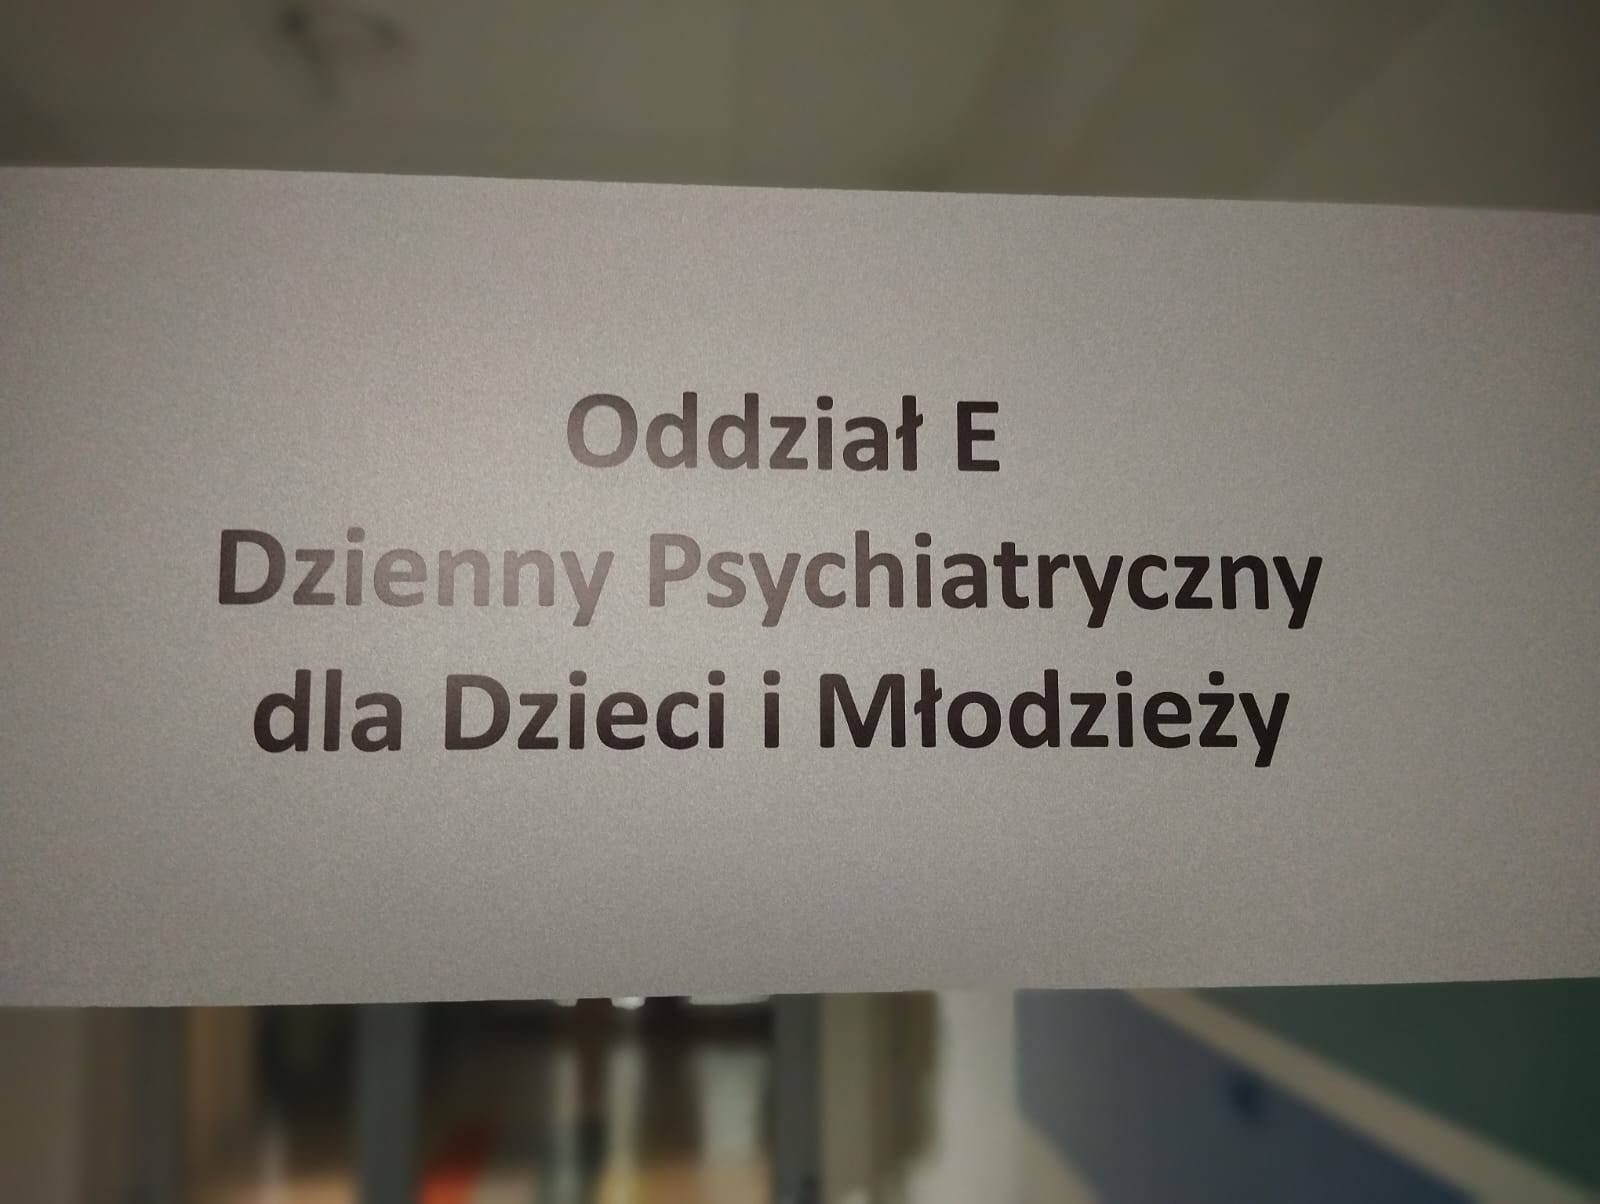 Oddział E
Dzienny Psychiatryczny
dla Dzieci i Młodzieży